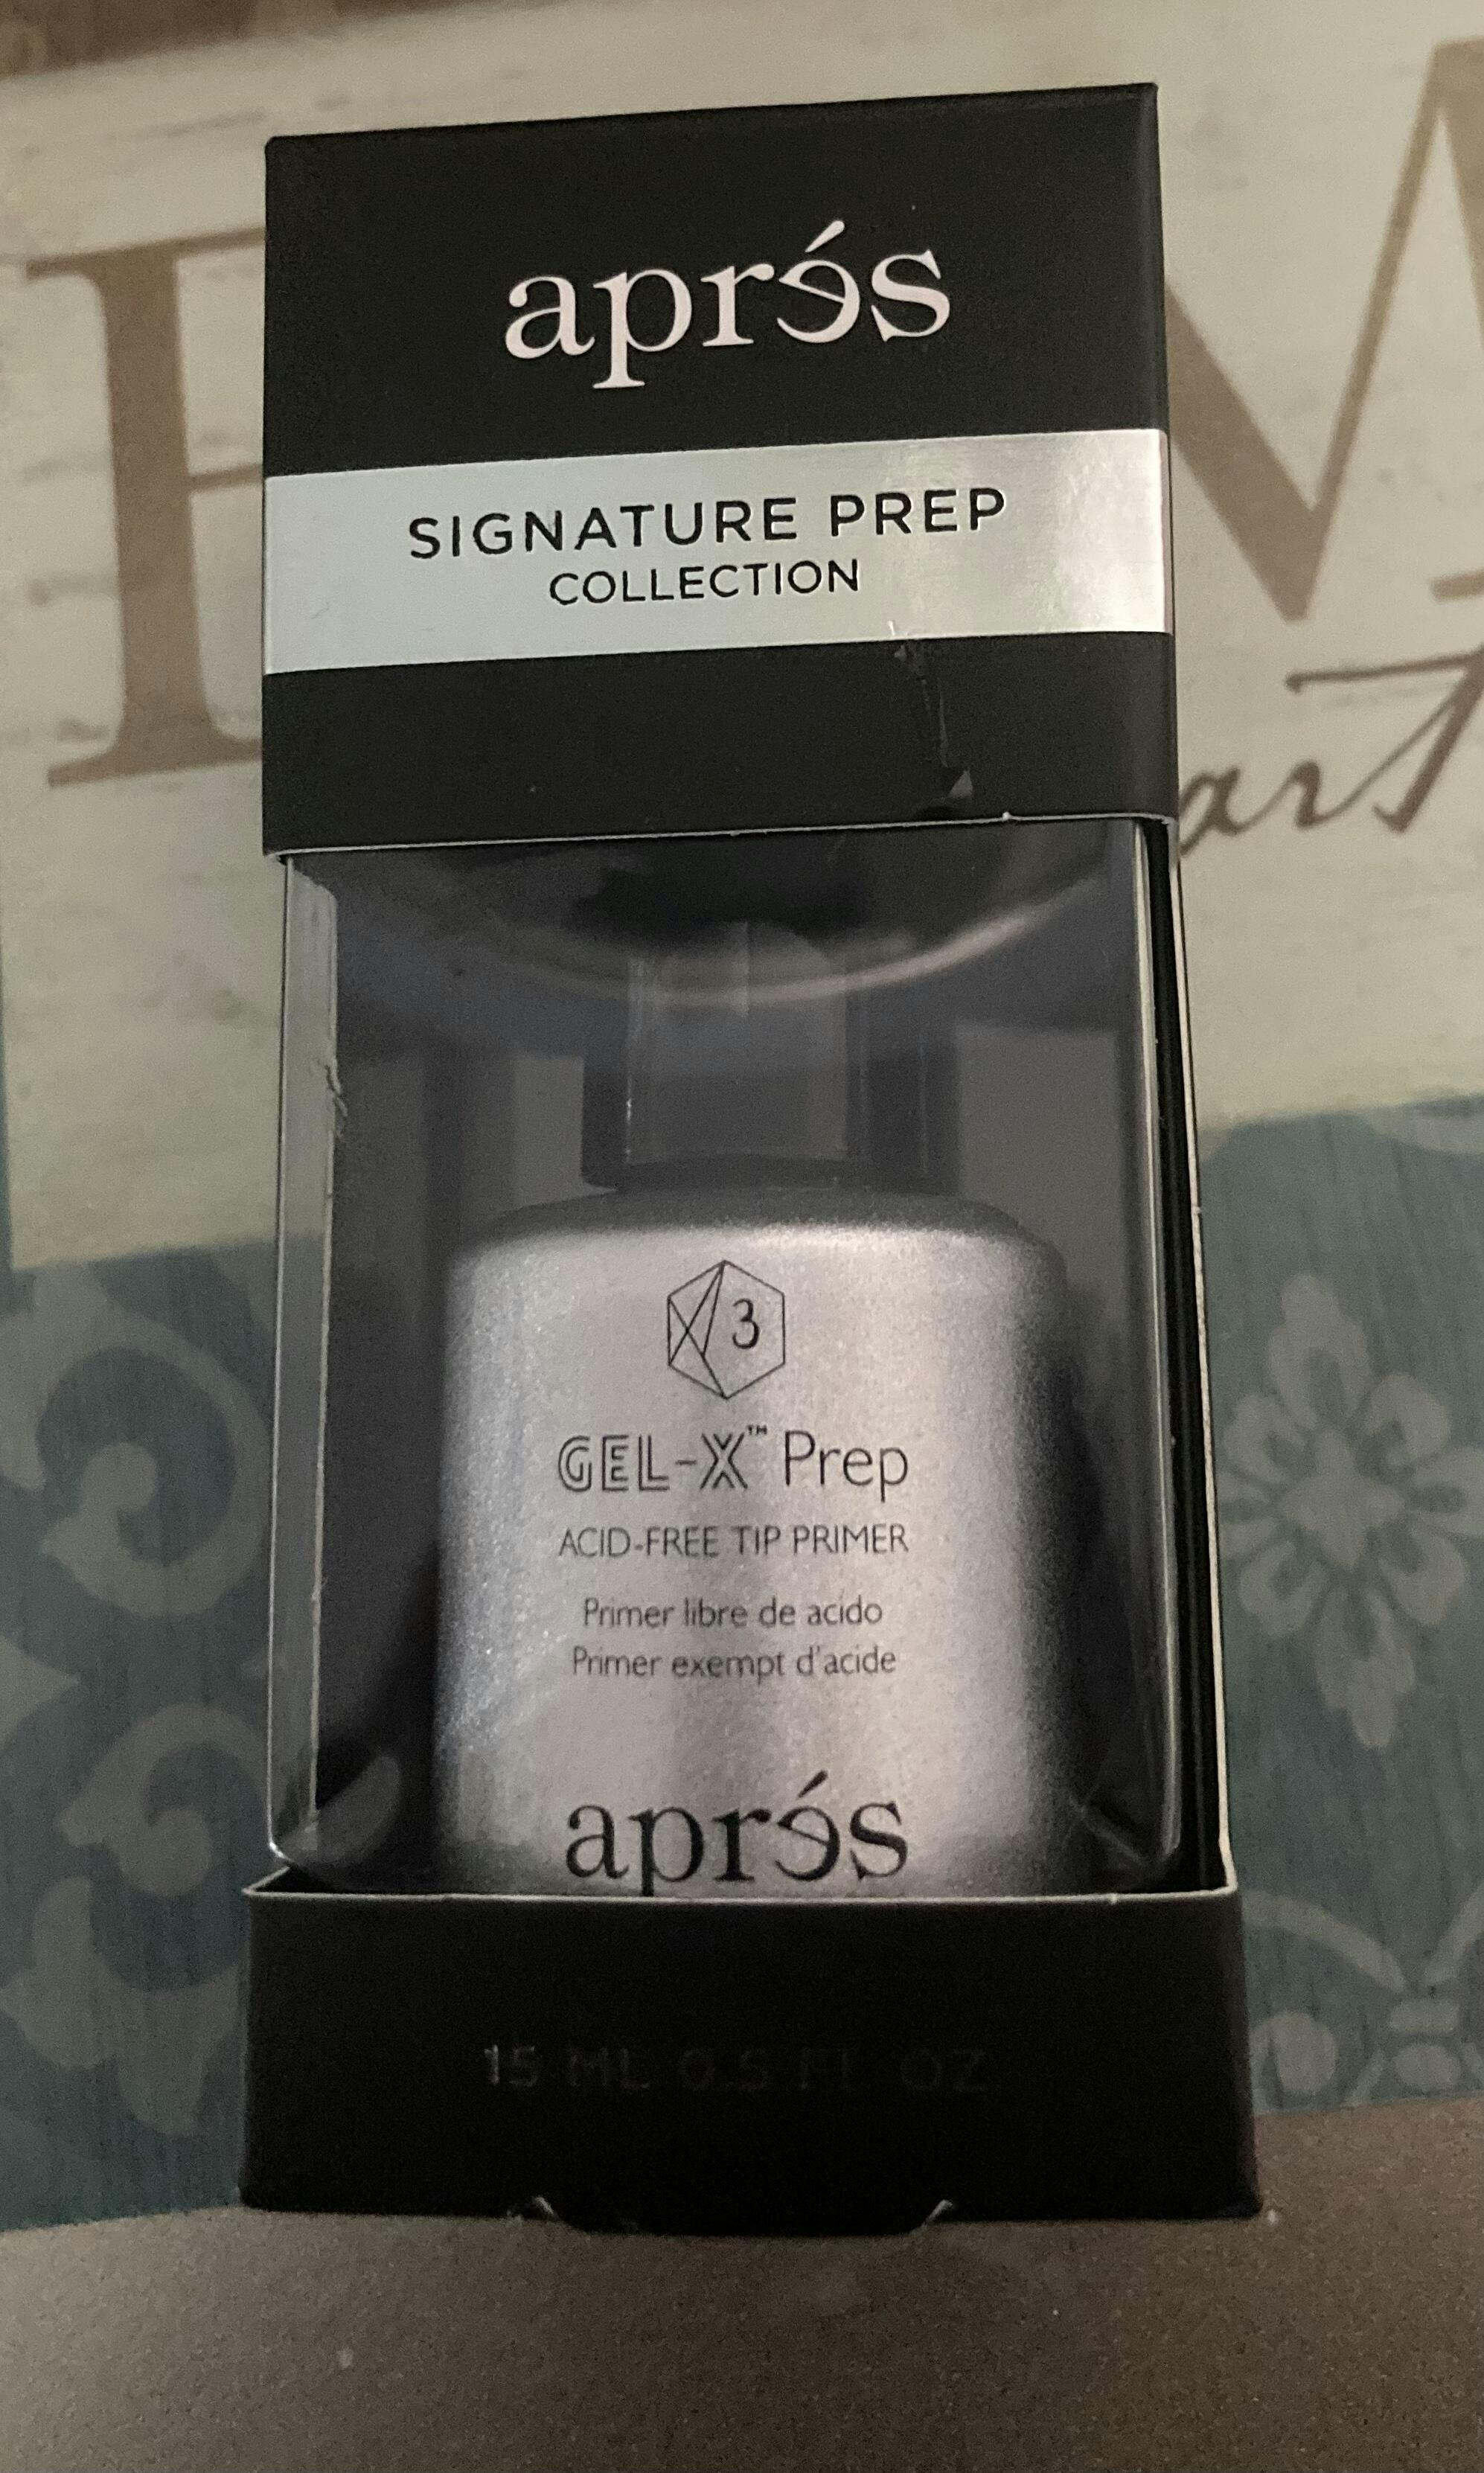 aprés
SIGNATURE PREP
COLLECTION
art
3
GEL-X™ Prep
ACID-FREE TIP PRIMER
Primer libre de acido
Primer exempt d'acide
aprés
15 ML 0.5 FL OZ